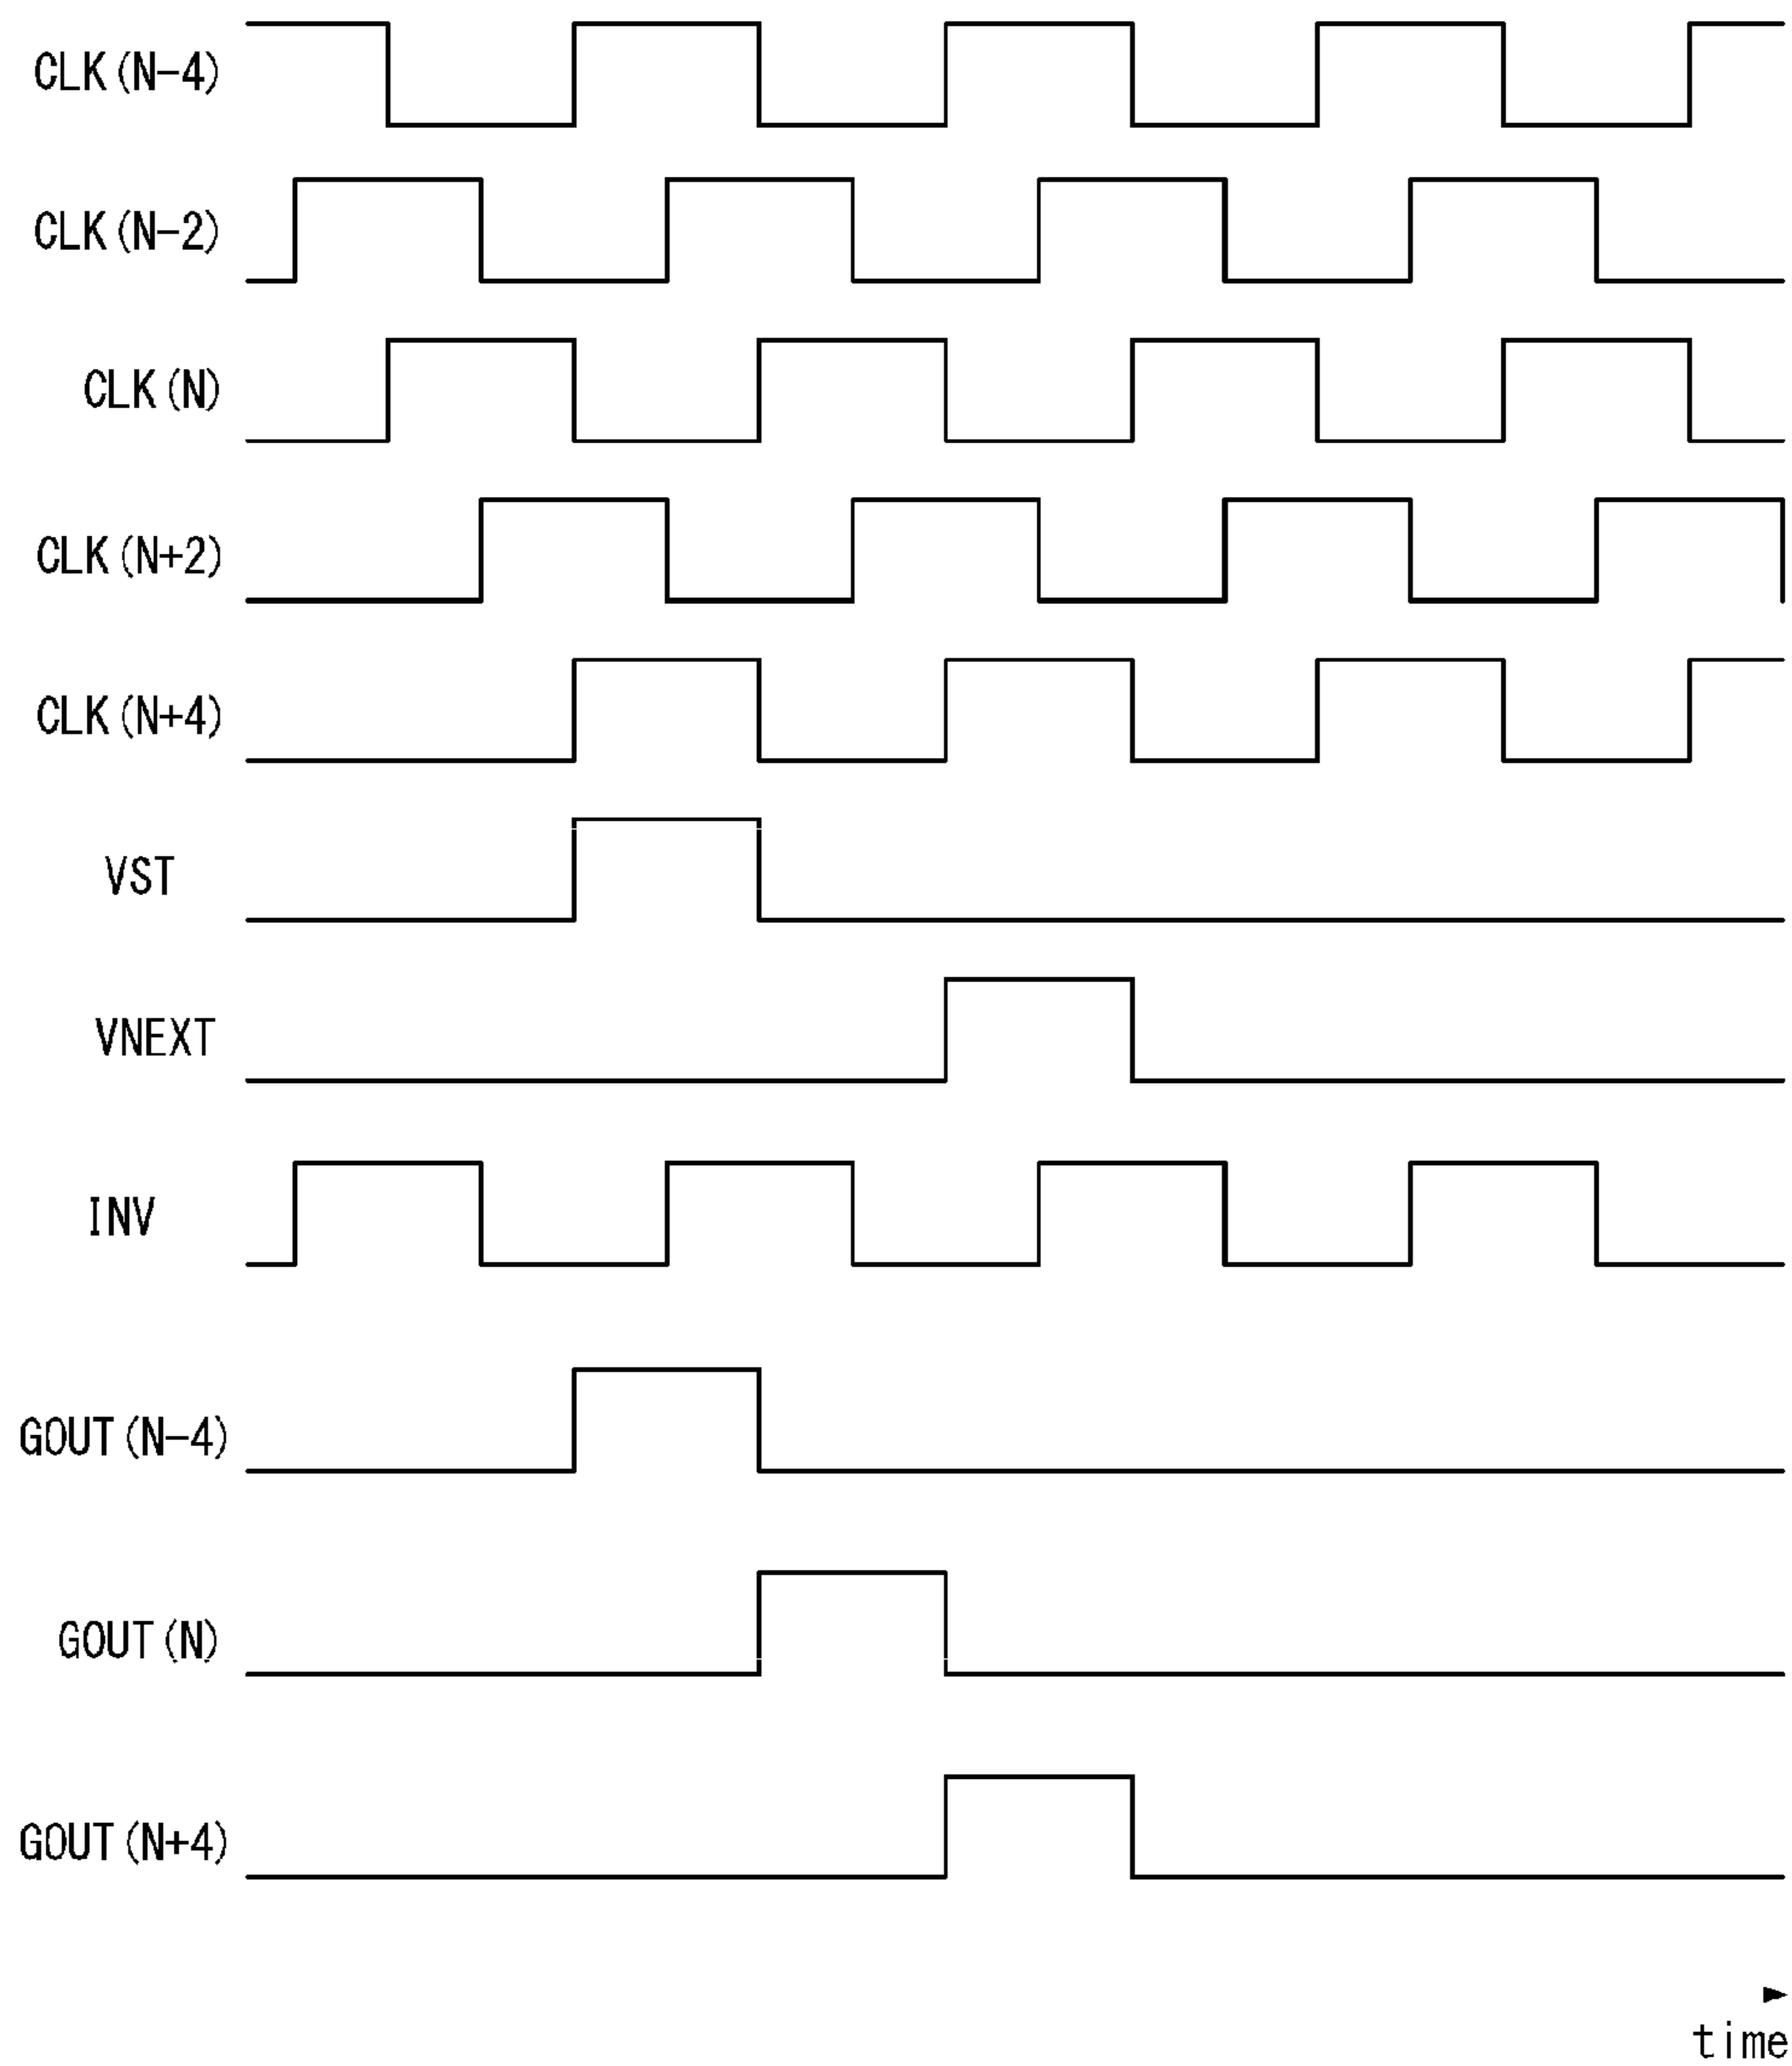 CLK(N-4)
CLK(N-2)
CLK(N)
CLK(N+2)
CLK(N+4)
VST
VNEXT
INV
GOUT(N-4)
GOUT(N)
GOUT(N+4)
time